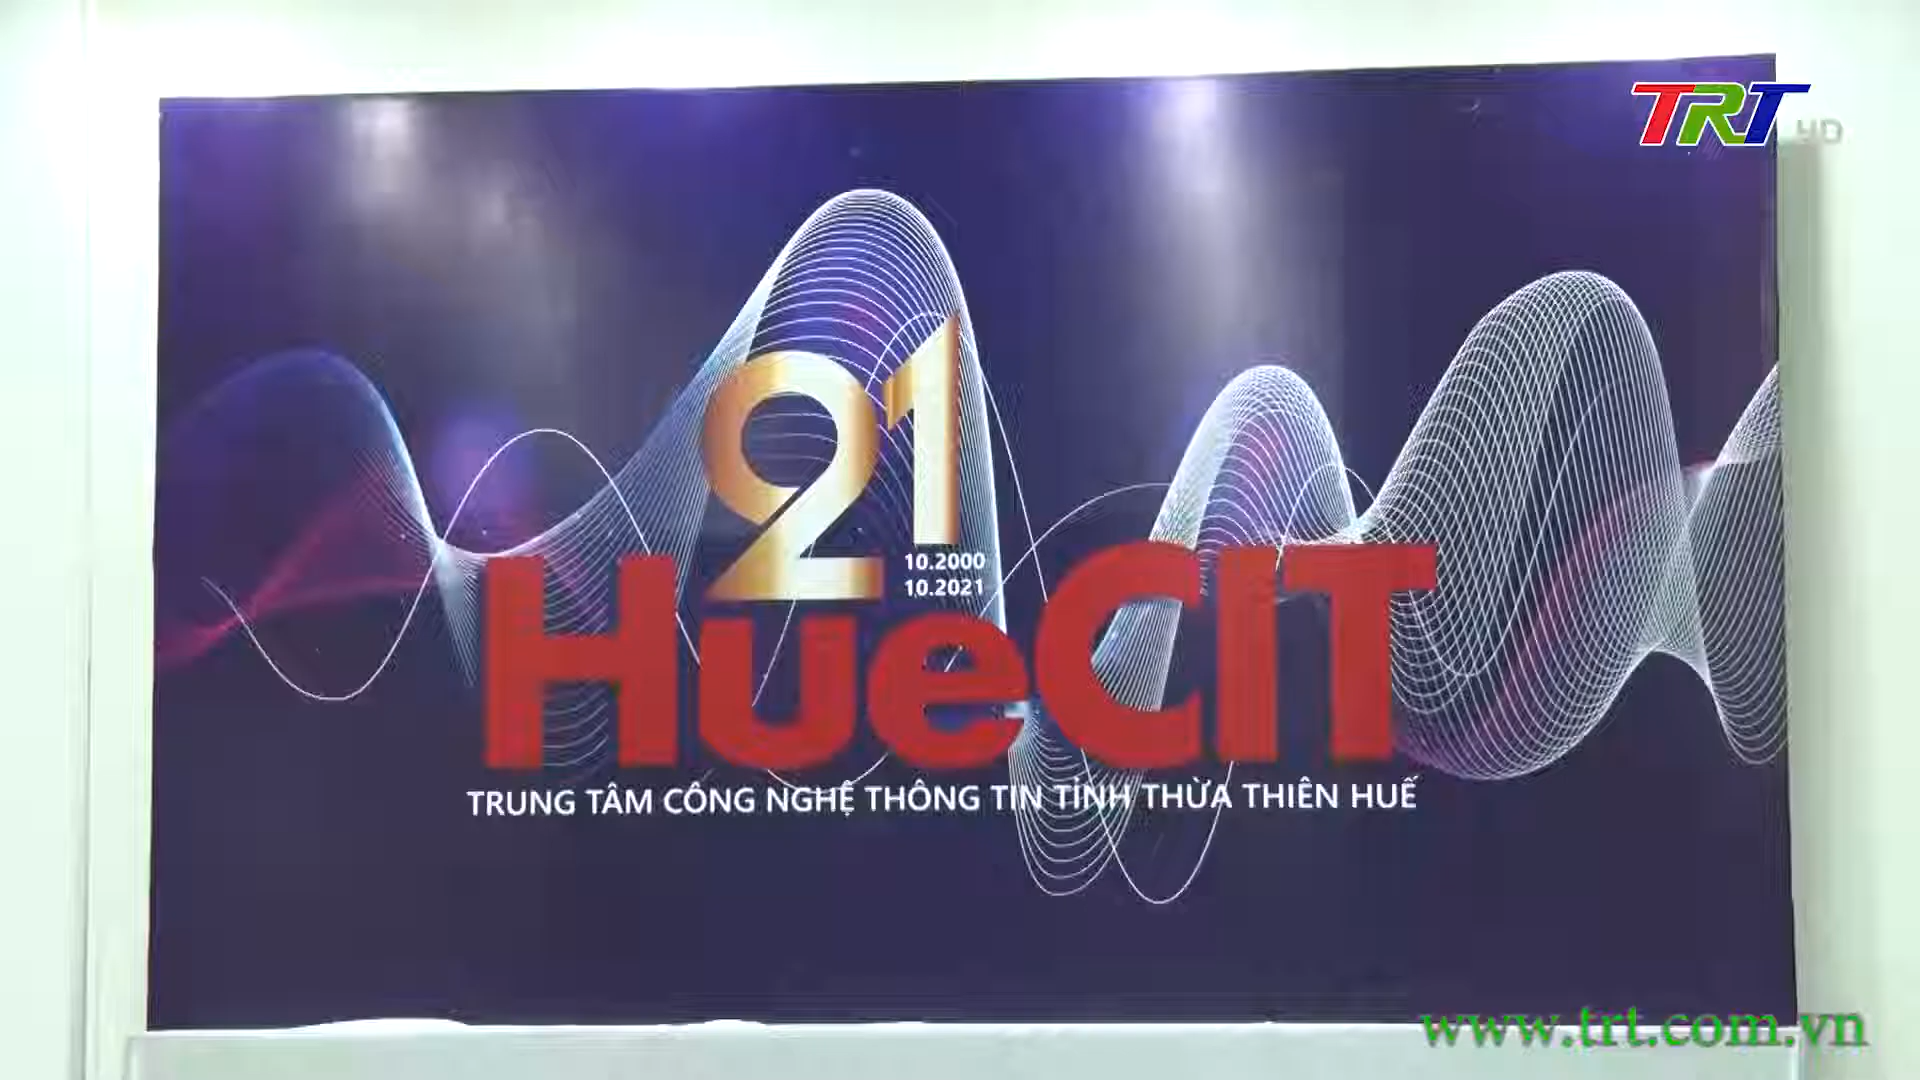 TRT HD
21
10.2000
10.2021
HueCIT
TRUNG TÂM CÔNG NGHỆ THÔNG TIN TỈNH THỪA THIÊN HUẾ
www.trt.com.vn